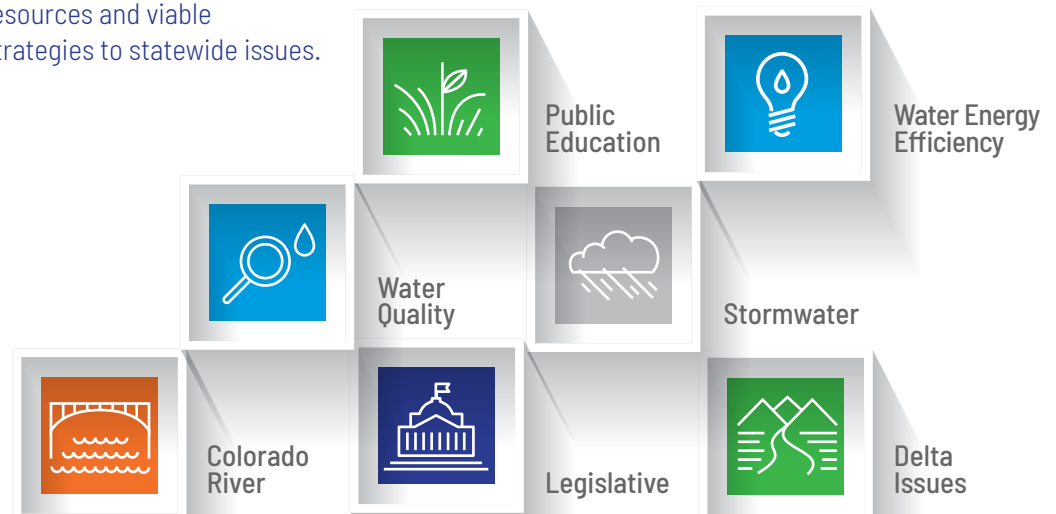 esources and viable
trategies to statewide issues.
Public
Education
Water Energy
Efficiency
Water
Quality
Stormwater
Colorado
River
Legislative
Delta
Issues